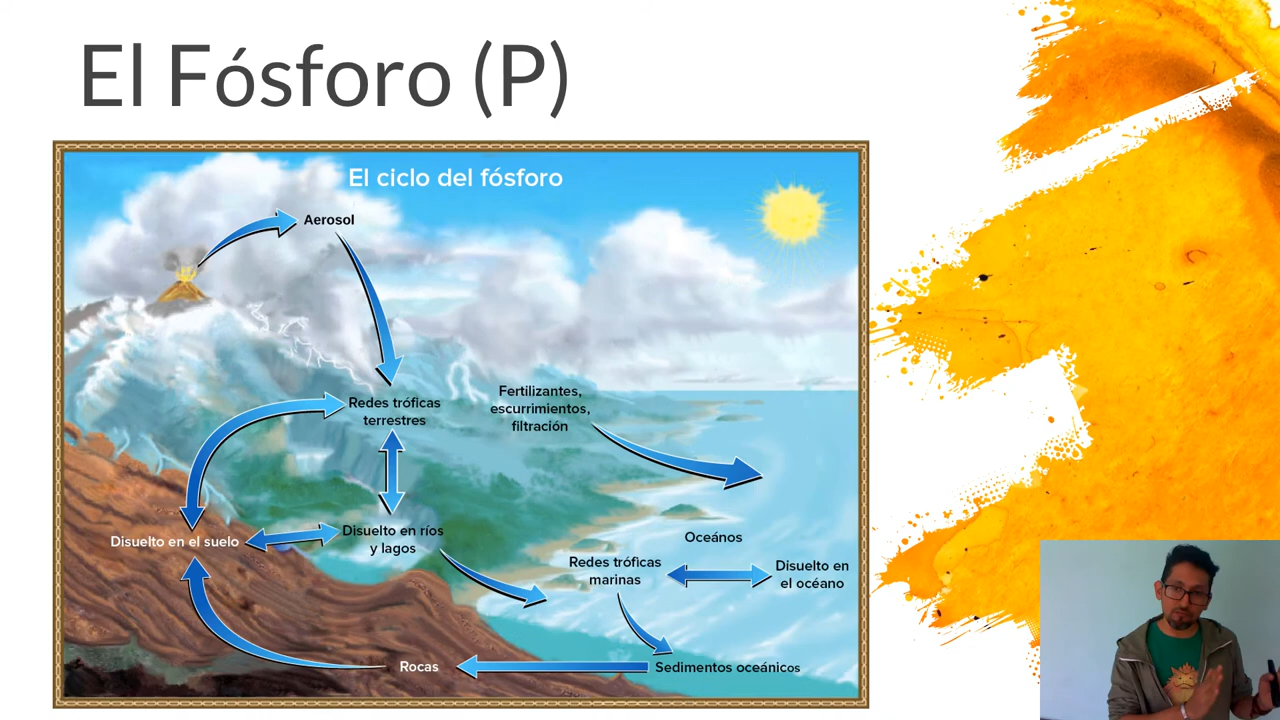 El Fósforo (P)
El ciclo del fósforo
Aerosol
Redes tróficas
terrestres
Fertilizantes,
escurrimientos,
filtración
Disuelto en el suelo
Disuelto en ríos
y lagos
Oceános
Redes tróficas
marinas
Disuelto en
el océano
Rocas
Sedimentos oceánicos